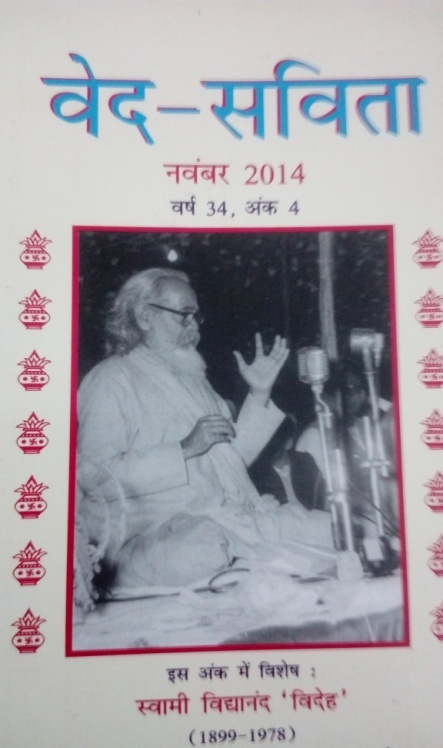 वेद–सविता
नवंबर 2014
वर्ष 34, अंक 4
इस अंक में विशेष :
स्वामी विद्यानंद ‘विदेह’
(1899-1978)